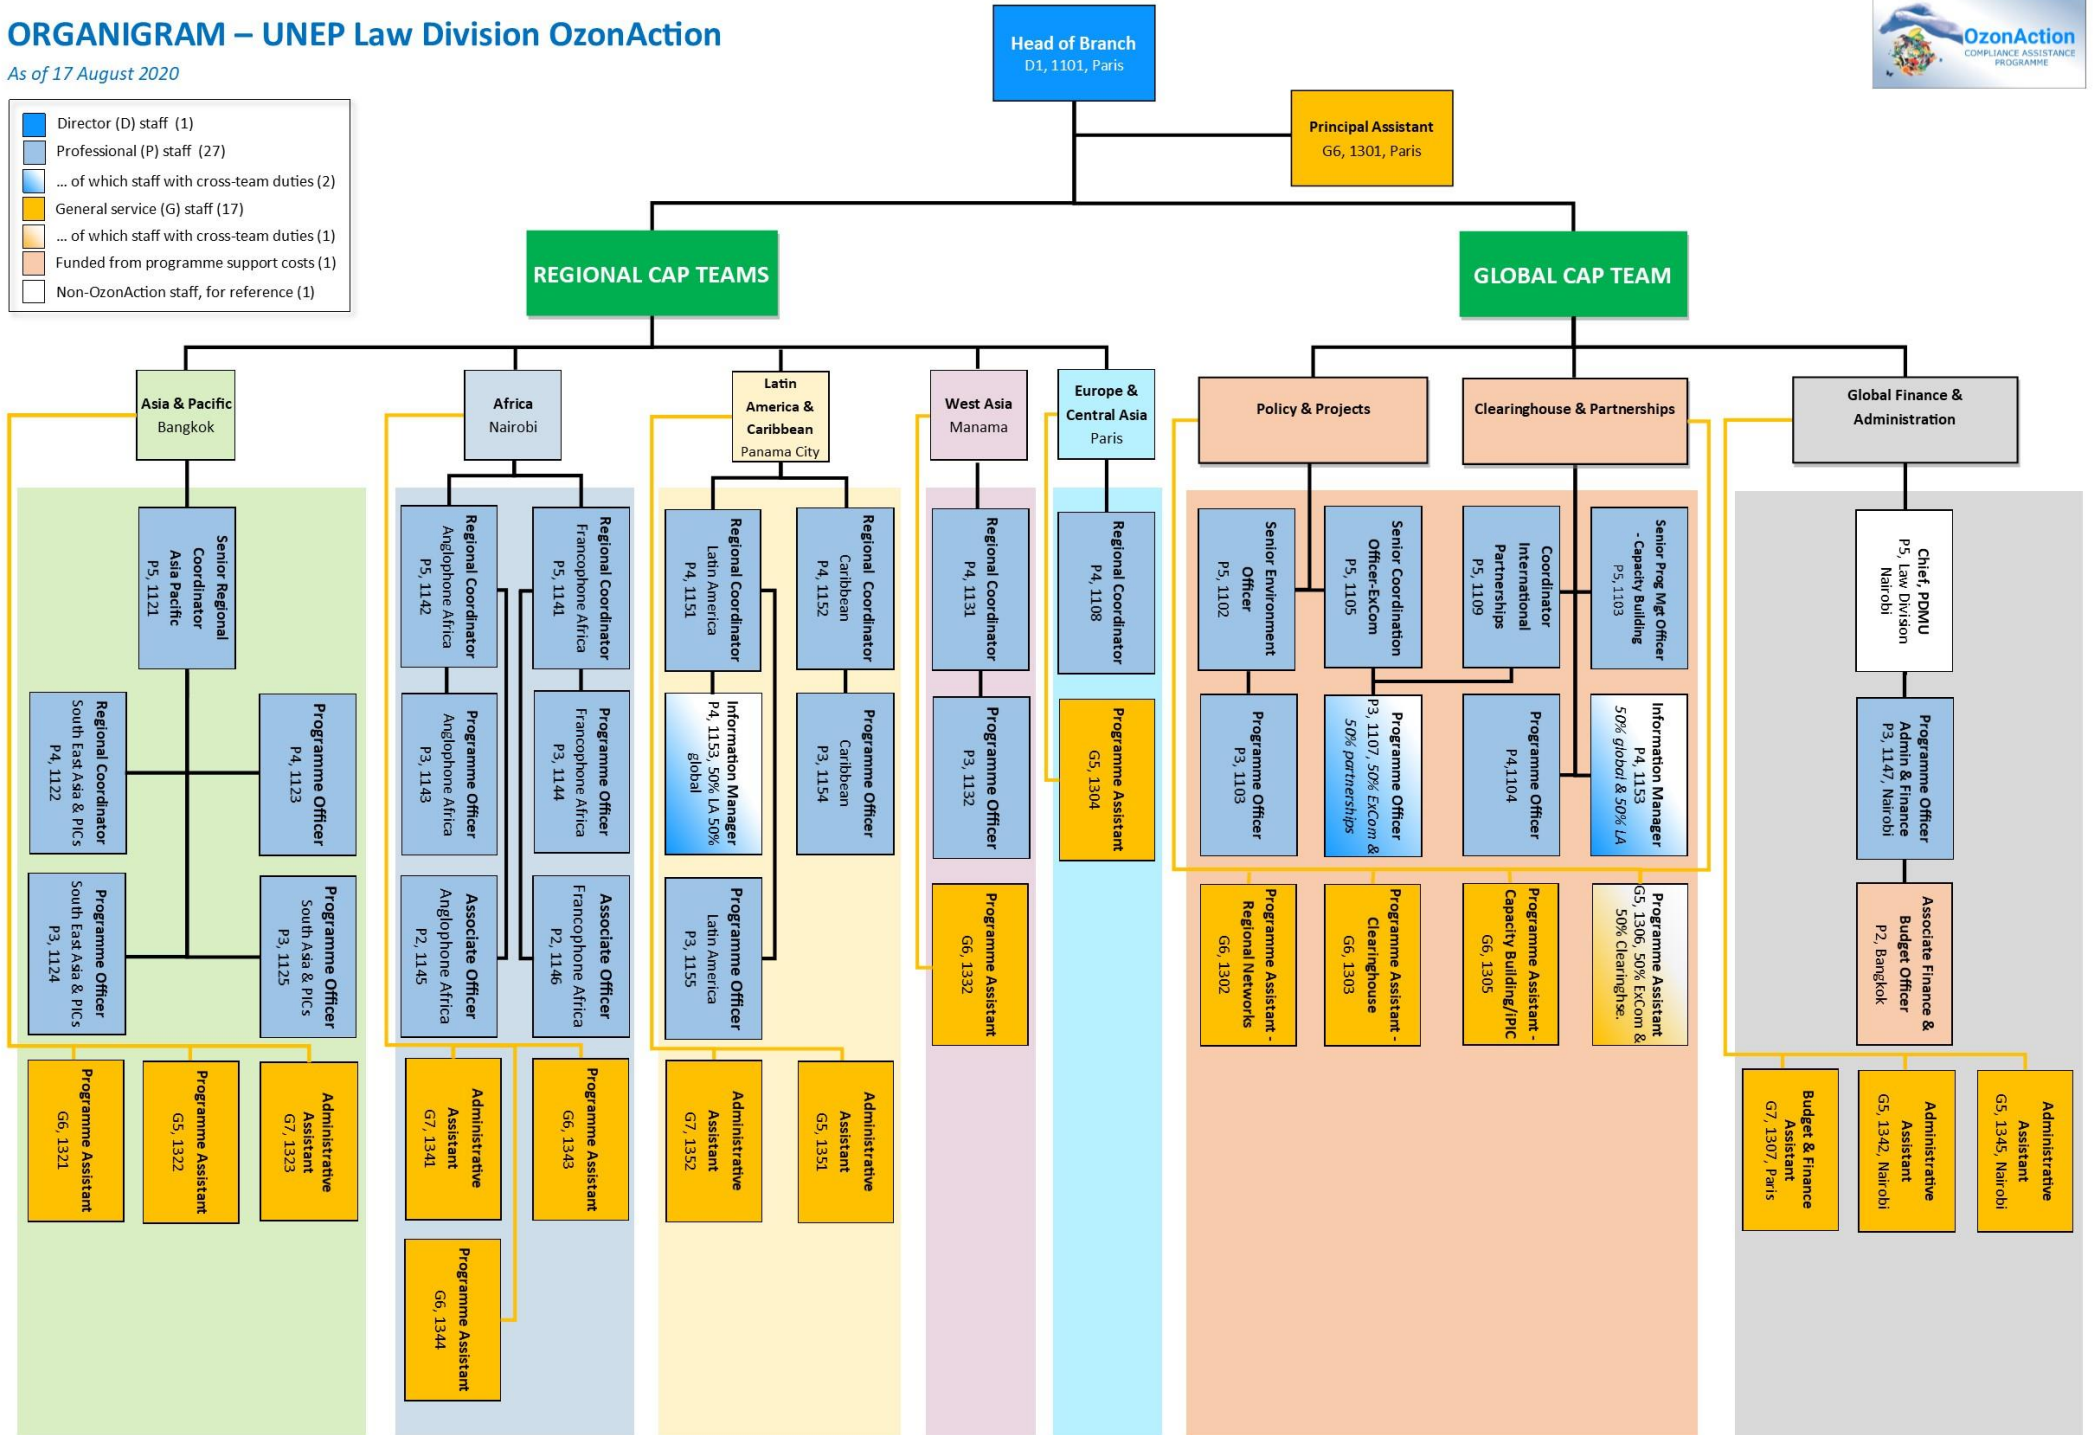 ORGANIGRAM – UNEP Law Division OzonAction
As of 17 August 2020
OzonAction
COMPLIANCE ASSISTANCE
PROGRAMME
Director (D) staff (1)
Professional (P) staff (27)
... of which staff with cross-team duties (2)
General service (G) staff (17)
... of which staff with cross-team duties (1)
Funded from programme support costs (1)
Non-OzonAction staff, for reference (1)
Head of Branch
D1, 1101, Paris
Principal Assistant
G6, 1301, Paris
REGIONAL CAP TEAMS
GLOBAL CAP TEAM
Asia & Pacific
Bangkok
Africa
Nairobi
Latin
America &
Caribbean
Panama City
West Asia
Manama
Europe &
Central Asia
Paris
Policy & Projects
Clearinghouse & Partnerships
Global Finance &
Administration
Senior Regional
Coordinator
Asia Pacific
P5, 1121
Regional Coordinator
South East Asia & PICs
P4, 1122
Programme Officer
P4, 1123
Programme Officer
South East Asia & PICs
P3, 1124
Programme Officer
South Asia & PICs
P3, 1125
Programme Assistant
G6, 1321
Programme Assistant
G5, 1322
Administrative
Assistant
G7, 1323
Regional Coordinator
Anglophone Africa
P5, 1142
Regional Coordinator
Francophone Africa
P5, 1141
Programme Officer
Anglophone Africa
P3, 1143
Programme Officer
Francophone Africa
P3, 1144
Associate Officer
Anglophone Africa
P2, 1145
Associate Officer
Francophone Africa
P2, 1146
Administrative
Assistant
G7, 1341
Programme Assistant
G6, 1343
Programme Assistant
G6, 1344
Regional Coordinator
Latin America
P4, 1151
Regional Coordinator
Caribbean
P4, 1152
Information Manager
P4, 1153, 50% LA 50%
global
Programme Officer
Caribbean
P3, 1154
Programme Officer
Latin America
P3, 1155
Administrative
Assistant
G7, 1352
Administrative
Assistant
G5, 1351
Regional Coordinator
P4, 1131
Programme Officer
P3, 1132
Programme Assistant
G6, 1332
Regional Coordinator
P4, 1108
Programme Assistant
G5, 1304
Senior Environment
Officer
P5, 1102
Senior Coordination
Officer-ExCom
P5, 1105
Coordinator
International
Partnerships
P5, 1109
Senior Prog Mgt Officer
- Capacity Building
P5, 1103
Programme Officer
P3, 1103
Programme Officer
P3, 1107, 50% ExCom &
50% partnerships
Programme Officer
P4,1104
Information Manager
P4, 1153
50% global & 50% LA
Programme Assistant -
Regional Networks
G6, 1302
Programme Assistant -
Clearinghouse
G6, 1303
Programme Assistant -
Capacity Building/iPIC
G6, 1305
Programme Assistant
G5, 1306, 50% ExCom &
50% Clearinghse.
Chief, PDMU
P5, Law Division
Nairobi
Programme Officer
Admin & Finance
P3, 1147, Nairobi
Associate Finance &
Budget Officer
P2, Bangkok
Budget & Finance
Assistant
G7, 1307, Paris
Administrative
Assistant
G5, 1342, Nairobi
Administrative
Assistant
G5, 1345, Nairobi